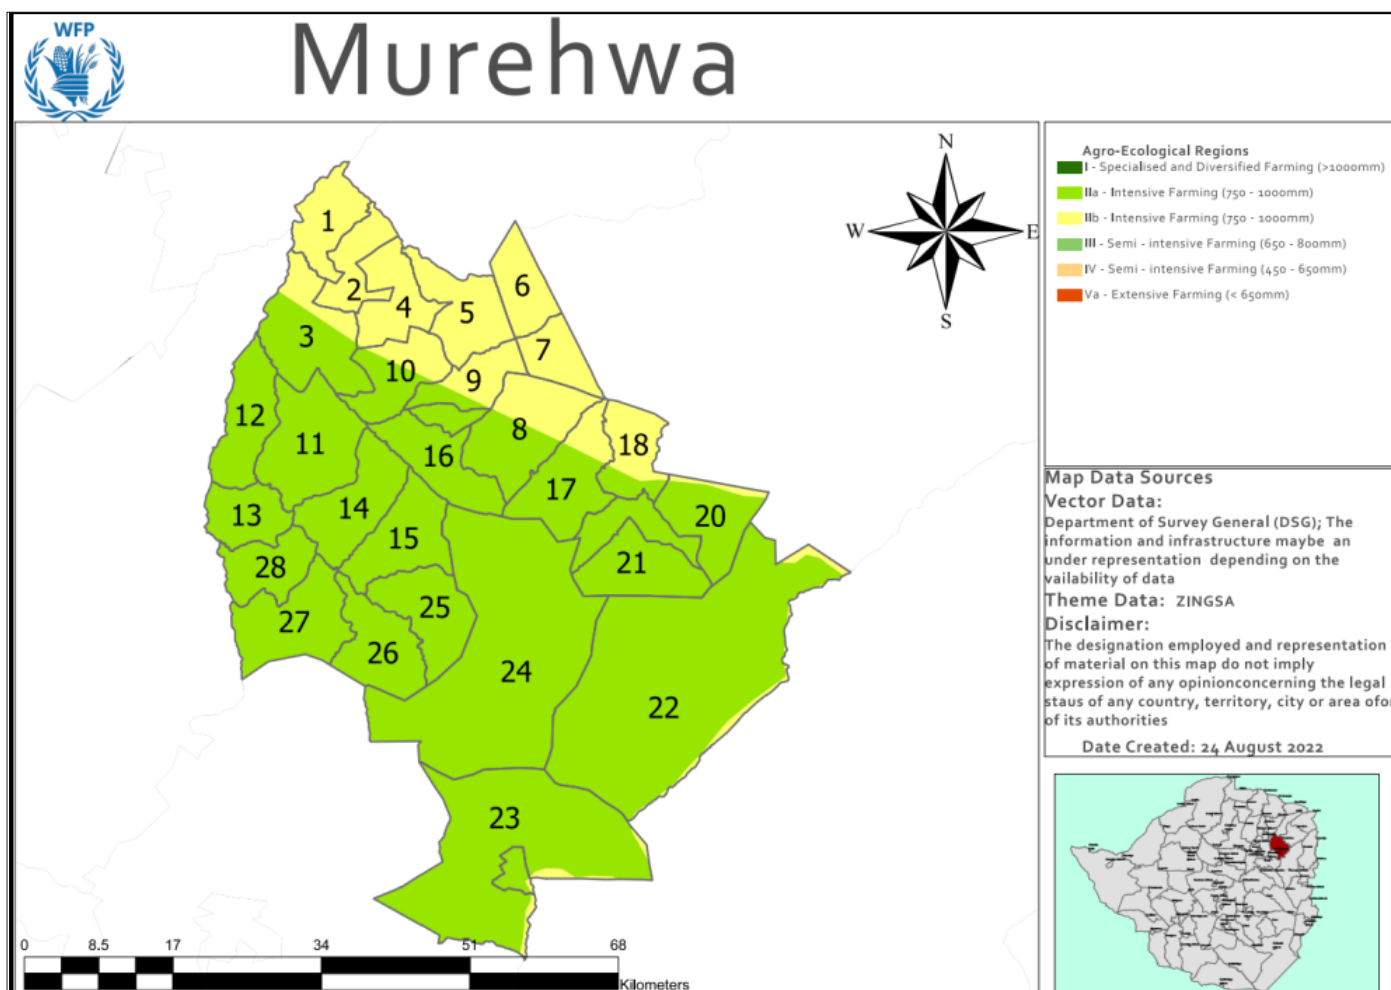 WFP
Murehwa
N
W
E
S
1
2
3
4
5
6
7
8
9
10
11
12
13
14
15
16
17
18
20
21
22
23
24
25
26
27
28
0 8.5 17 34 51 68
Kilometers
Agro-Ecological Regions
I - Specialised and Diversified Farming (>1000mm)
IIa - Intensive Farming (750 - 1000mm)
IIb - Intensive Farming (750 - 1000mm)
III - Semi - intensive Farming (650 - 800mm)
IV - Semi - intensive Farming (450 - 650mm)
Va - Extensive Farming (< 650mm)
Map Data Sources
Vector Data:
Department of Survey General (DSG); The
information and infrastructure maybe an
under representation depending on the
vailability of data
Theme Data: ZINGSA
Disclaimer:
The designation employed and representation
of material on this map do not imply
expression of any opinionconcerning the legal
staus of any country, territory, city or area ofor
of its authorities
Date Created: 24 August 2022